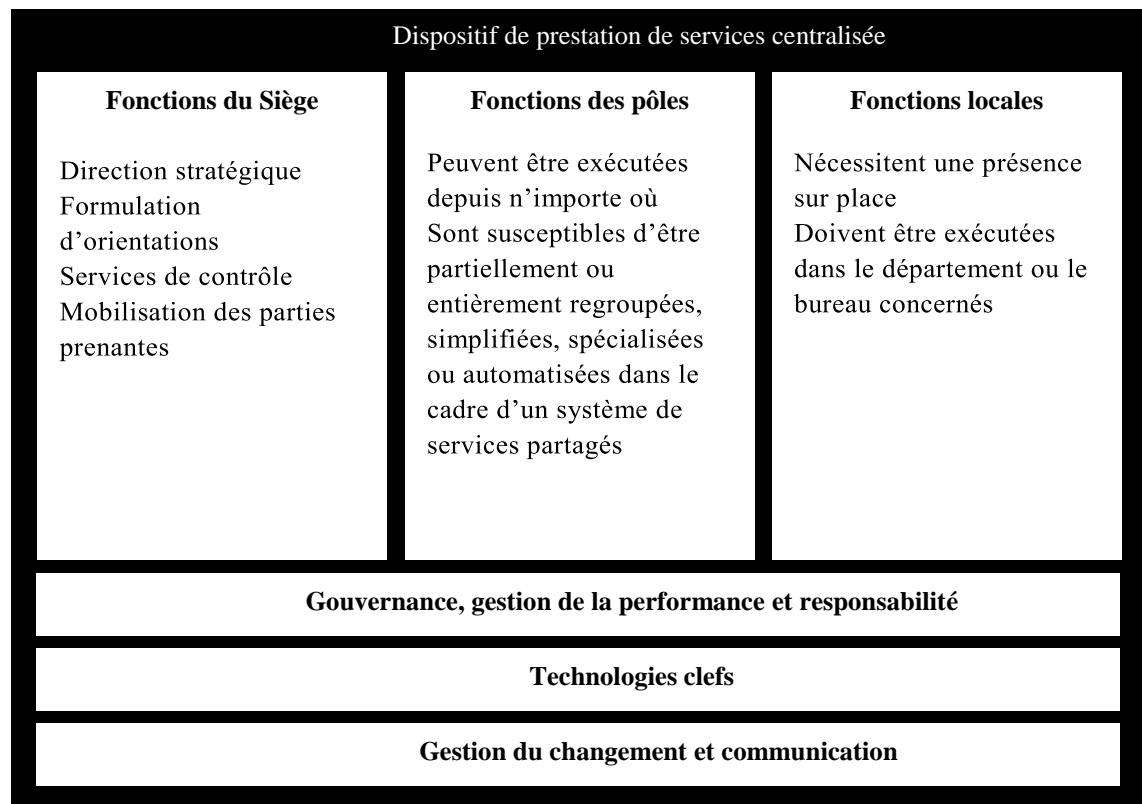 Dispositif de prestation de services centralisée
Fonctions du Siège
Direction stratégique
Formulation
d’orientations
Services de contrôle
Mobilisation des parties
prenantes
Fonctions des pôles
Peuvent être exécutées
depuis n’importe où
Sont susceptibles d’être
partiellement ou
entièrement regroupées,
simplifiées, spécialisées
ou automatisées dans le
cadre d’un système de
services partagés
Fonctions locales
Nécessitent une présence
sur place
Doivent être exécutées
dans le département ou le
bureau concernés
Gouvernance, gestion de la performance et responsabilité
Technologies clefs
Gestion du changement et communication